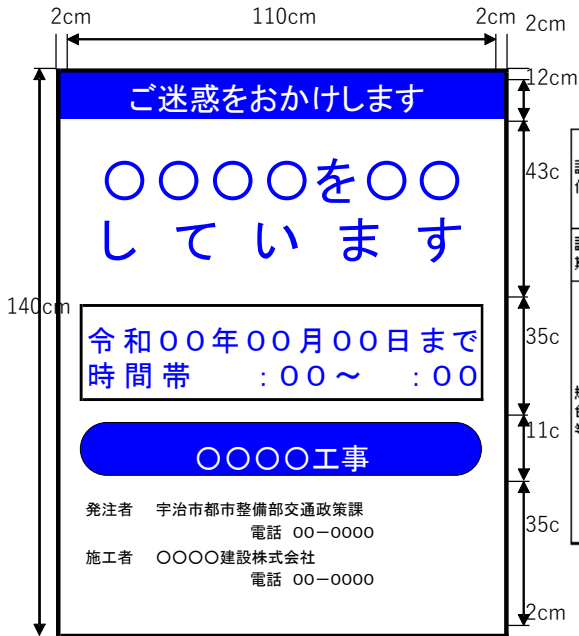 2cm 110cm 2cm 2cm
12cm
ご迷惑をおかけします
43c
○○○○を○○
しています
140cm
35c
令和00年00月00日まで
時間帯 :00～ :00
11c
○○○○工事
発注者 宇治市都市整備部交通政策課
電話 00－0000
35c
施工者 ○○○○建設株式会社
電話 00－0000
2cm